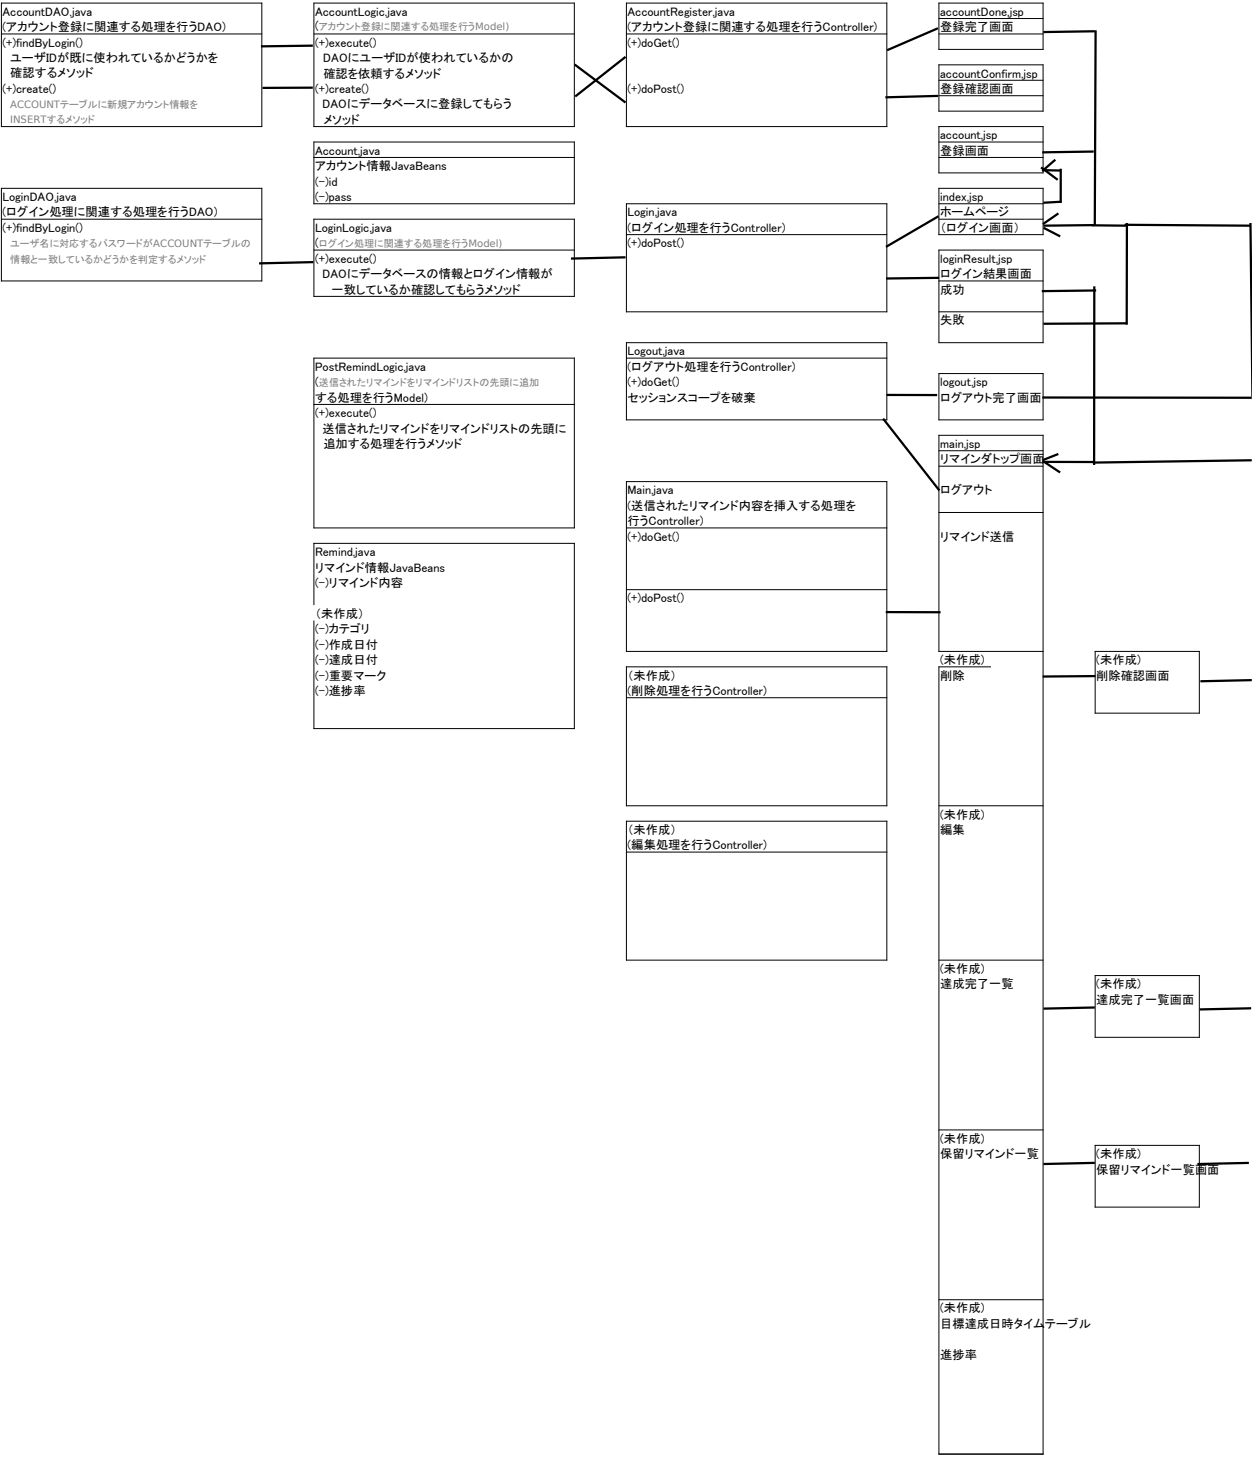 AccountDAO.java
(アカウント登録に関連する処理を行うDAO)
(+)findByLogin()
ユーザIDが既に使われているかどうかを
確認するメソッド
(+)create()
ACCOUNTテーブルに新規アカウント情報を
INSERTするメソッド
LoginDAO.java
(ログイン処理に関連する処理を行うDAO)
(+)findByLogin()
ユーザ名に対応するパスワードがACCOUNTテーブルの
情報と一致しているかどうかを判定するメソッド
AccountLogic.java
(アカウント登録に関連する処理を行うModel)
(+)execute()
DAOにユーザIDが使われているかの
確認を依頼するメソッド
(+)create()
DAOにデータベースに登録してもらう
メソッド
Account.java
アカウント情報JavaBeans
(-)id
(-)pass
LoginLogic.java
(ログイン処理に関連する処理を行うModel)
(+)execute()
DAOにデータベースの情報とログイン情報が
一致しているか確認してもらうメソッド
PostRemindLogic.java
(送信されたリマインドをリマインドリストの先頭に追加
する処理を行うModel)
(+)execute()
送信されたリマインドをリマインドリストの先頭に
追加する処理を行うメソッド
Remind.java
リマインド情報JavaBeans
(-)リマインド内容
(未作成)
(-)カテゴリ
(-)作成日付
(-)達成日付
(-)重要マーク
(-)進捗率
AccountRegister.java
(アカウント登録に関連する処理を行うController)
(+)doGet()
(+)doPost()
Login.java
(ログイン処理を行うController)
(+)doPost()
Logout.java
(ログアウト処理を行うController)
(+)doGet()
セッションスコープを破棄
Main.java
(送信されたリマインド内容を挿入する処理を
行うController)
(+)doGet()
(+)doPost()
(未作成)
(削除処理を行うController)
(未作成)
(編集処理を行うController)
accountDone.jsp
登録完了画面
accountConfirm.jsp
登録確認画面
account.jsp
登録画面
index.jsp
ホームページ
(ログイン画面)
loginResult.jsp
ログイン結果画面
成功
失敗
logout.jsp
ログアウト完了画面
main.jsp
リマインダトップ画面
ログアウト
リマインド送信
(未作成)
削除
(未作成)
編集
(未作成)
達成完了一覧
(未作成)
保留リマインド一覧
(未作成)
目標達成日時タイムテーブル
進捗率
(未作成)
削除確認画面
(未作成)
達成完了一覧画面
(未作成)
保留リマインド一覧画面